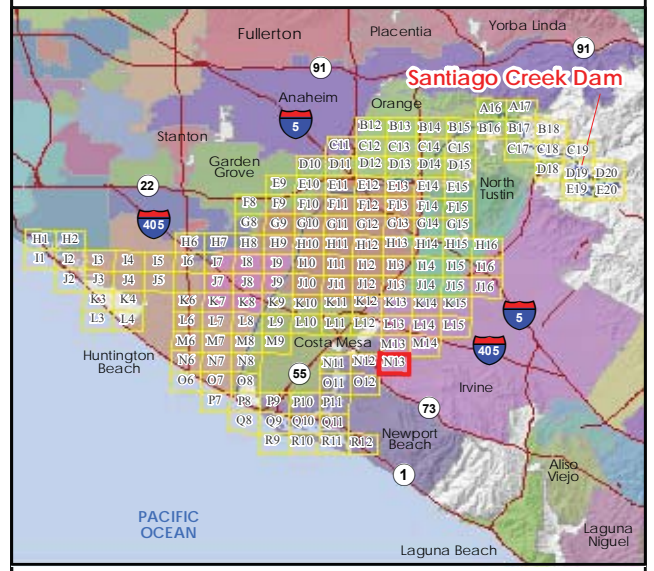 Fullerton
Placentia
Yorba Linda
91
91
Santiago Creek Dam
Anaheim
Orange
A16 A17
5
B12 B13 B14 B15 B16 B17 B18
Stanton
C11 C12 C13 C14 C15 C17 C18 C19
Garden
Grove
D10 D11 D12 D13 D14 D15 D18 D19 D20
22
E9 E10 E11 E12 E13 E14 E15 E19 E20
North
Tustin
F8 F9 F10 F11 F12 F13 F14 F15
405
G8 G9 G10 G11 G12 G13 G14 G15
H1 H2 H6 H7 H8 H9 H10 H11 H12 H13 H14 H15 H16
I1 I2 I3 I4 I5 I6 I7 I8 I9 I10 I11 I12 I13 I14 I15 I16
J2 J3 J4 J5 J7 J8 J9 J10 J11 J12 J13 J14 J15 J16
K3 K4 K6 K7 K8 K9 K10 K11 K12 K13 K14 K15
5
L3 L4 L6 L7 L8 L9 L10 L11 L12 L13 L14 L15
M6 M7 M8 M9 Costa Mesa M13 M14
405
Huntington
Beach
N6 N7 N8 N11 N12 N13
55
O6 O7 O8 O11 O12
Irvine
P7 P8 P9 P10 P11
73
Q8 Q9 Q10 Q11
Newport
Beach
R9 R10 R11 R12
1
Aliso
Viejo
PACIFIC
OCEAN
Laguna
Niguel
Laguna Beach